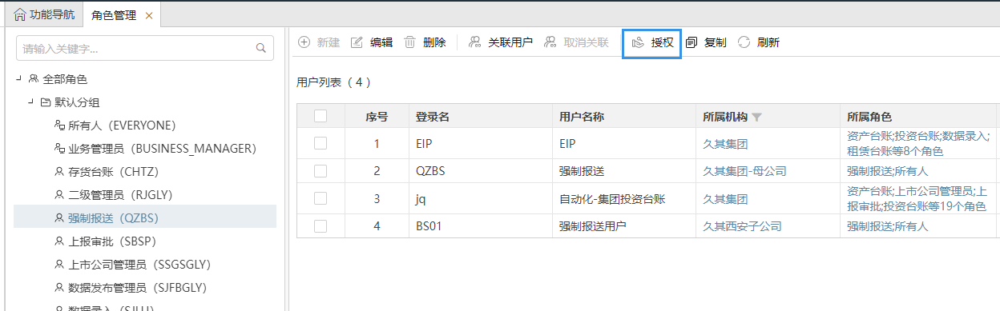 功能导航 角色管理
新建 编辑 删除 关联用户 取消关联 授权 复制 刷新
请输入关键字...
全部角色
默认分组
所有人（EVERYONE）
业务管理员（BUSINESS_MANAGER）
存货台账（CHTZ）
二级管理员（RJGLY）
强制报送（QZBS）
上报审批（SBSP）
上市公司管理员（SSGSGLY）
数据发布管理员（SJFBGLY）
用户列表（ 4 ）
序号 登录名 用户名称 所属机构 所属角色
1 EIP EIP 久其集团 资产台账;投资台账;数据录入;
租赁台账等8个角色
2 QZBS 强制报送 久其集团-母公司 强制报送;所有人
3 jq 自动化-集团投资台账 久其集团 资产台账;上市公司管理员;上
报审批;投资台账等19个角色
4 BS01 强制报送用户 久其西安子公司 强制报送;所有人